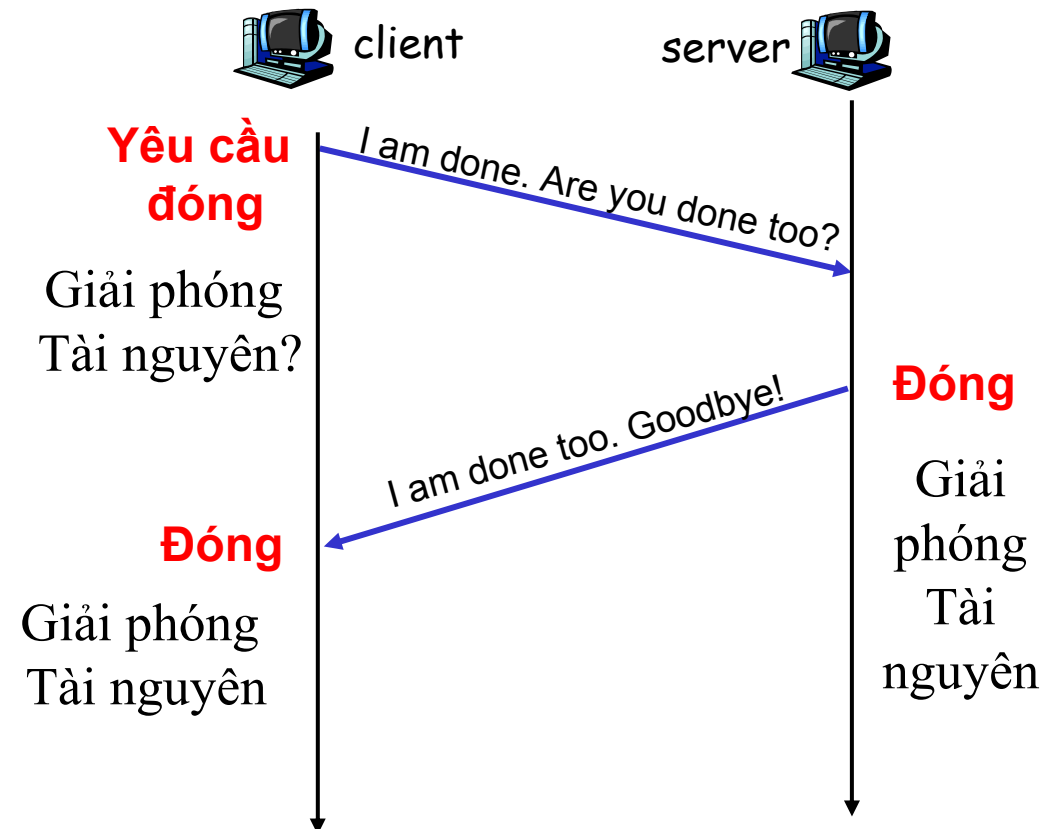 client
server
Yêu cầu
đóng
I am done. Are you done too?
Giải phóng
Tài nguyên?
Đóng
I am done too. Goodbye!
Giải
phóng
Tài
nguyên
Đóng
Giải phóng
Tài nguyên